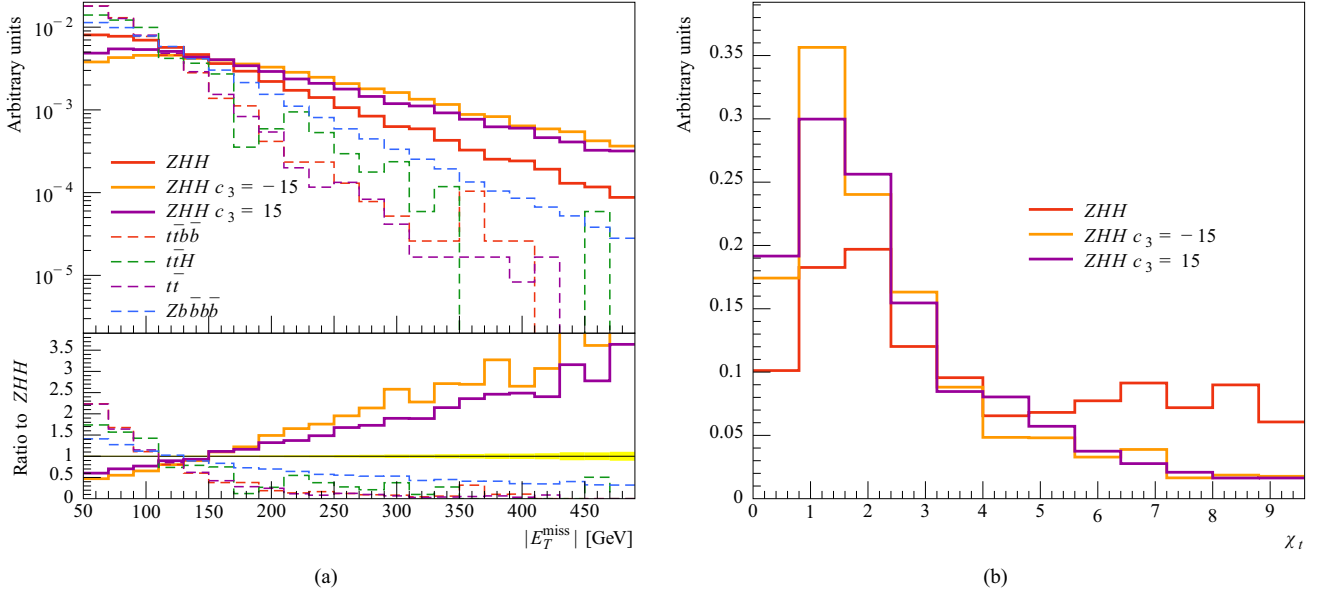 Arbitrary units
10⁻²
10⁻³
10⁻⁴
10⁻⁵
ZHH
ZHH c₃ = −15
ZHH c₃ = 15
tt̄bb̄
tt̄H
tt̄
Zbb̄bb̄
Ratio to ZHH
3.5
3
2.5
2
1.5
1
0.5
0
50 100 150 200 250 300 350 400 450
|E_T^miss| [GeV]
(a)
Arbitrary units
0.35
0.3
0.25
0.2
0.15
0.1
0.05
0
ZHH
ZHH c₃ = −15
ZHH c₃ = 15
0 1 2 3 4 5 6 7 8 9
χ_t
(b)